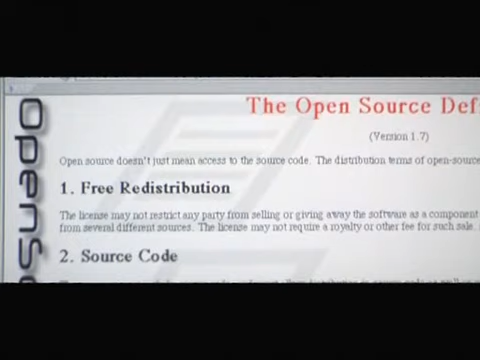 OpenS
The Open Source Def
(Version 1.7)
Open source doesn't just mean access to the source code. The distribution terms of open-source
1. Free Redistribution
The license may not restrict any party from selling or giving away the software as a component
from several different sources. The license may not require a royalty or other fee for such sale.
2. Source Code